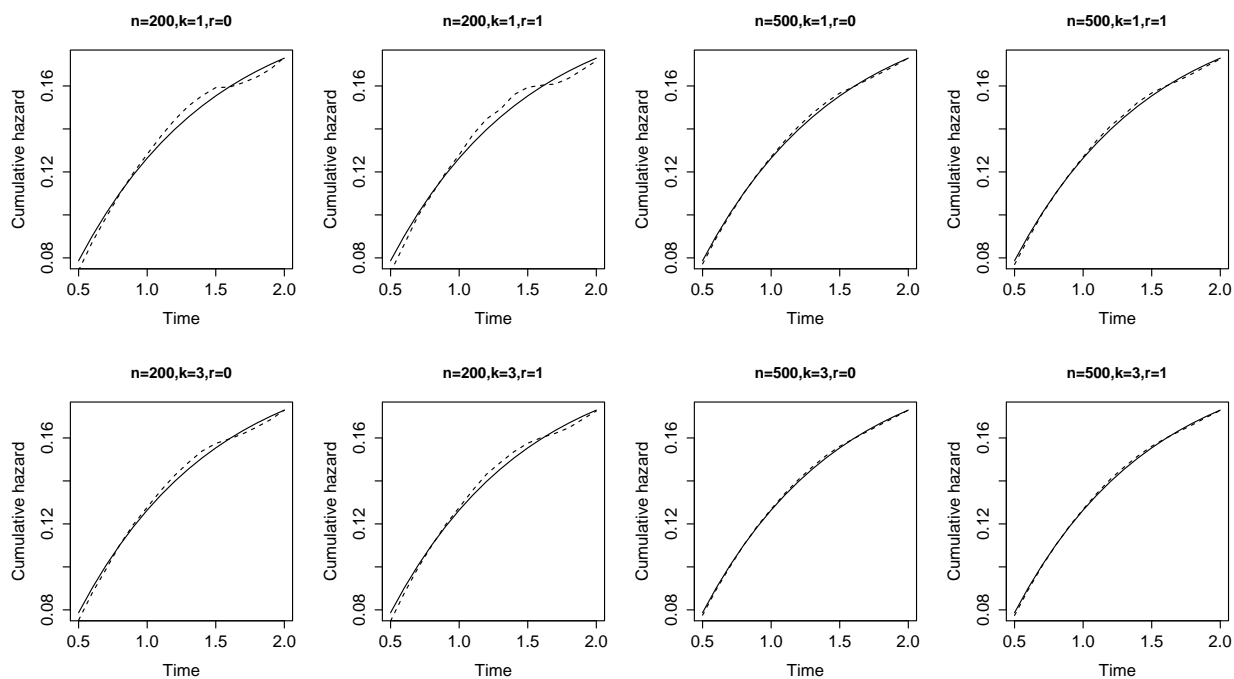 n=200,k=1,r=0
Cumulative hazard
0.16
0.12
0.08
0.5 1.0 1.5 2.0
Time
n=200,k=1,r=1
Cumulative hazard
0.16
0.12
0.08
0.5 1.0 1.5 2.0
Time
n=500,k=1,r=0
Cumulative hazard
0.16
0.12
0.08
0.5 1.0 1.5 2.0
Time
n=500,k=1,r=1
Cumulative hazard
0.16
0.12
0.08
0.5 1.0 1.5 2.0
Time
n=200,k=3,r=0
Cumulative hazard
0.16
0.12
0.08
0.5 1.0 1.5 2.0
Time
n=200,k=3,r=1
Cumulative hazard
0.16
0.12
0.08
0.5 1.0 1.5 2.0
Time
n=500,k=3,r=0
Cumulative hazard
0.16
0.12
0.08
0.5 1.0 1.5 2.0
Time
n=500,k=3,r=1
Cumulative hazard
0.16
0.12
0.08
0.5 1.0 1.5 2.0
Time